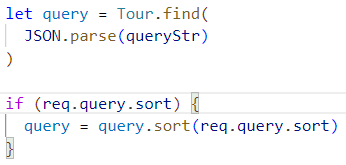 let query = Tour.find(
  JSON.parse(queryStr)
)

if (req.query.sort) {
  query = query.sort(req.query.sort)
}